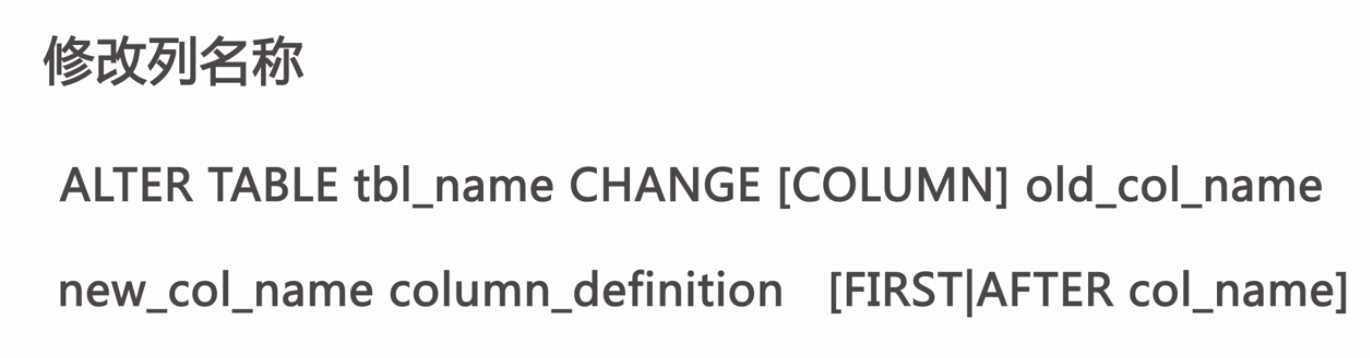 修改列名称
ALTER TABLE tbl_name CHANGE [COLUMN] old_col_name
new_col_name column_definition [FIRST|AFTER col_name]